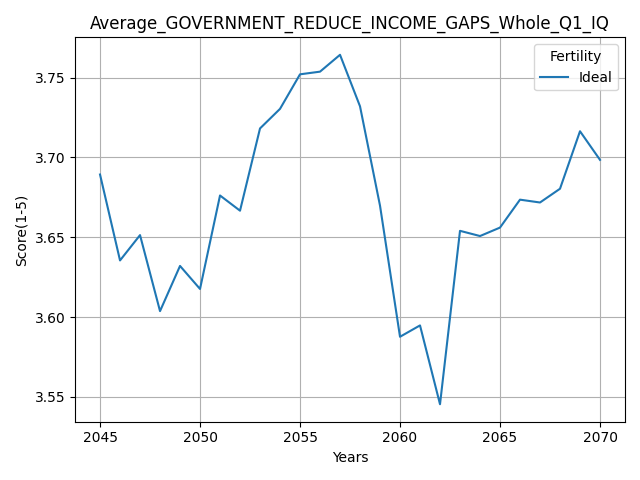 Average_GOVERNMENT_REDUCE_INCOME_GAPS_Whole_Q1_IQ
Fertility
Ideal
Score(1-5)
3.75
3.70
3.65
3.60
3.55
2045 2050 2055 2060 2065 2070
Years